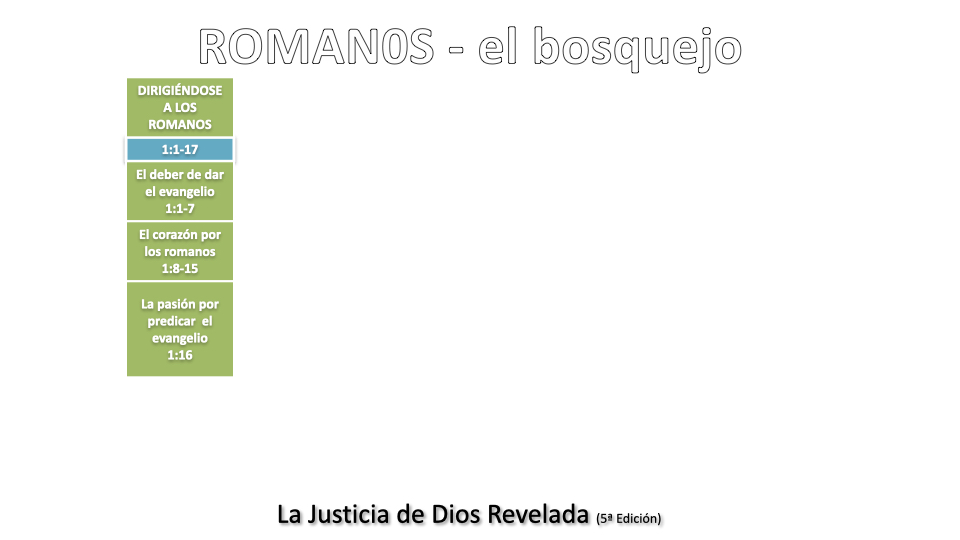 ROMAN0S - el bosquejo
DIRIGIÉNDOSE
A LOS
ROMANOS
1:1-17
El deber de dar
el evangelio
1:1-7
El corazón por
los romanos
1:8-15
La pasión por
predicar  el
evangelio
1:16
La Justicia de Dios Revelada (5ª Edición)